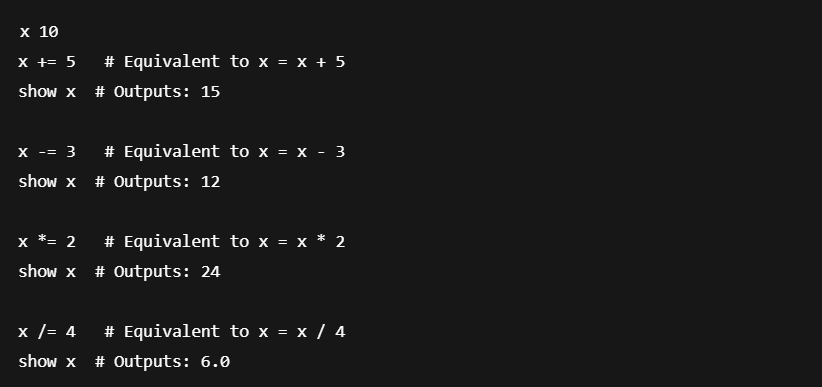 x 10
x += 5   # Equivalent to x = x + 5
show x  # Outputs: 15
x -= 3   # Equivalent to x = x - 3
show x  # Outputs: 12
x *= 2   # Equivalent to x = x * 2
show x  # Outputs: 24
x /= 4   # Equivalent to x = x / 4
show x  # Outputs: 6.0